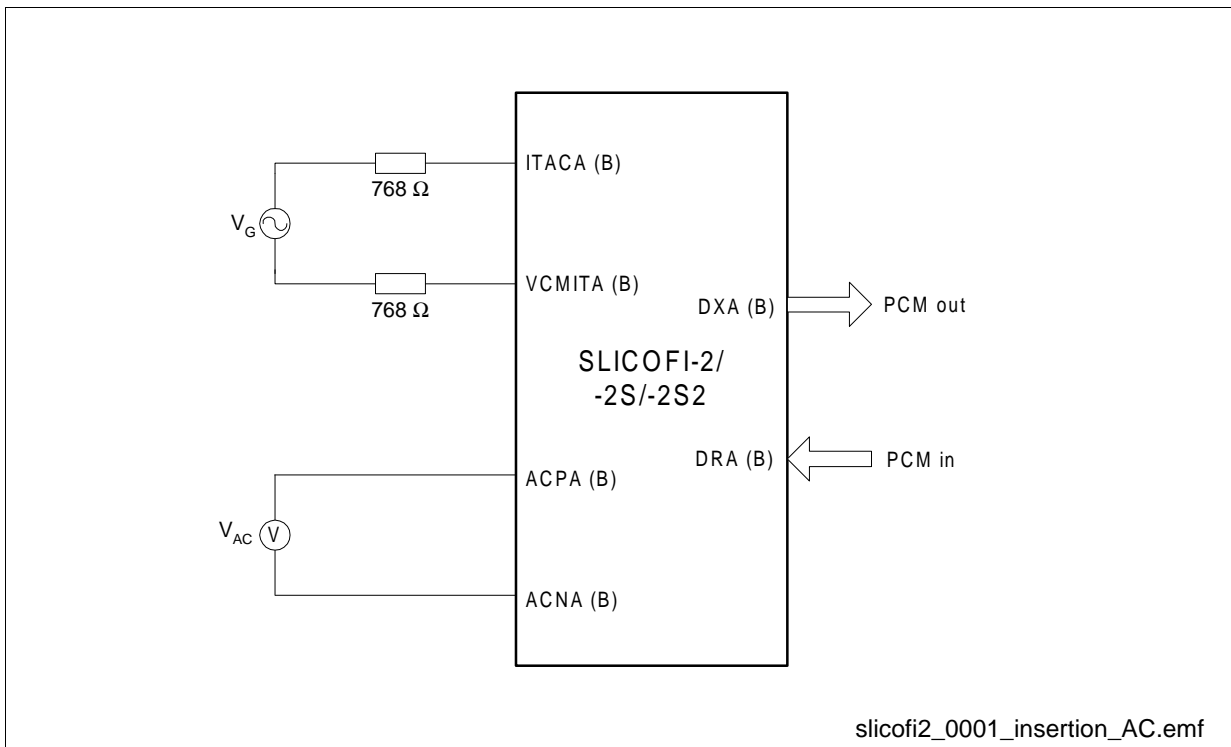 ITACA (B)
768 Ω
V_G
VCMITA (B)
768 Ω
DXA (B)
PCM out
SLICOFI-2/
-2S/-2S2
DRA (B)
PCM in
ACPA (B)
V_AC
V
ACNA (B)
slicofi2_0001_insertion_AC.emf